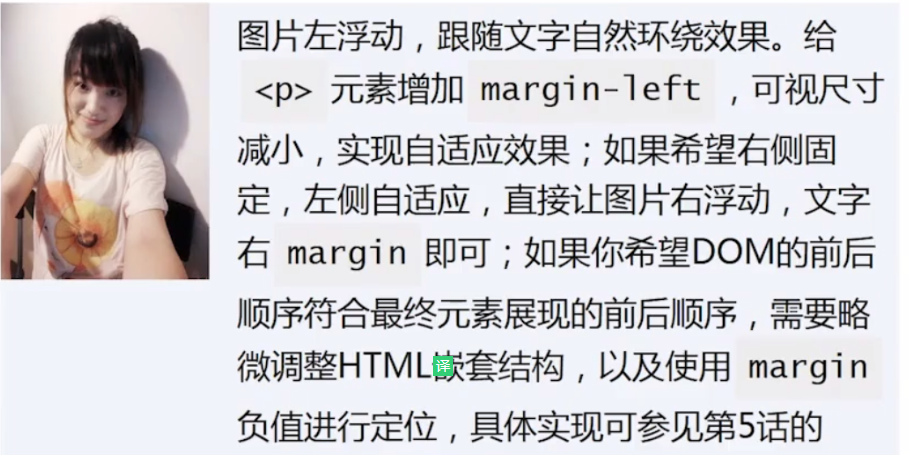 图片左浮动，跟随文字自然环绕效果。给
<p> 元素增加 margin-left ，可视尺寸
减小，实现自适应效果；如果希望右侧固
定，左侧自适应，直接让图片右浮动，文字
右 margin 即可；如果你希望DOM的前后
顺序符合最终元素展现的前后顺序，需要略
微调整HTML嵌套结构，以及使用 margin
负值进行定位，具体实现可参见第5话的
译